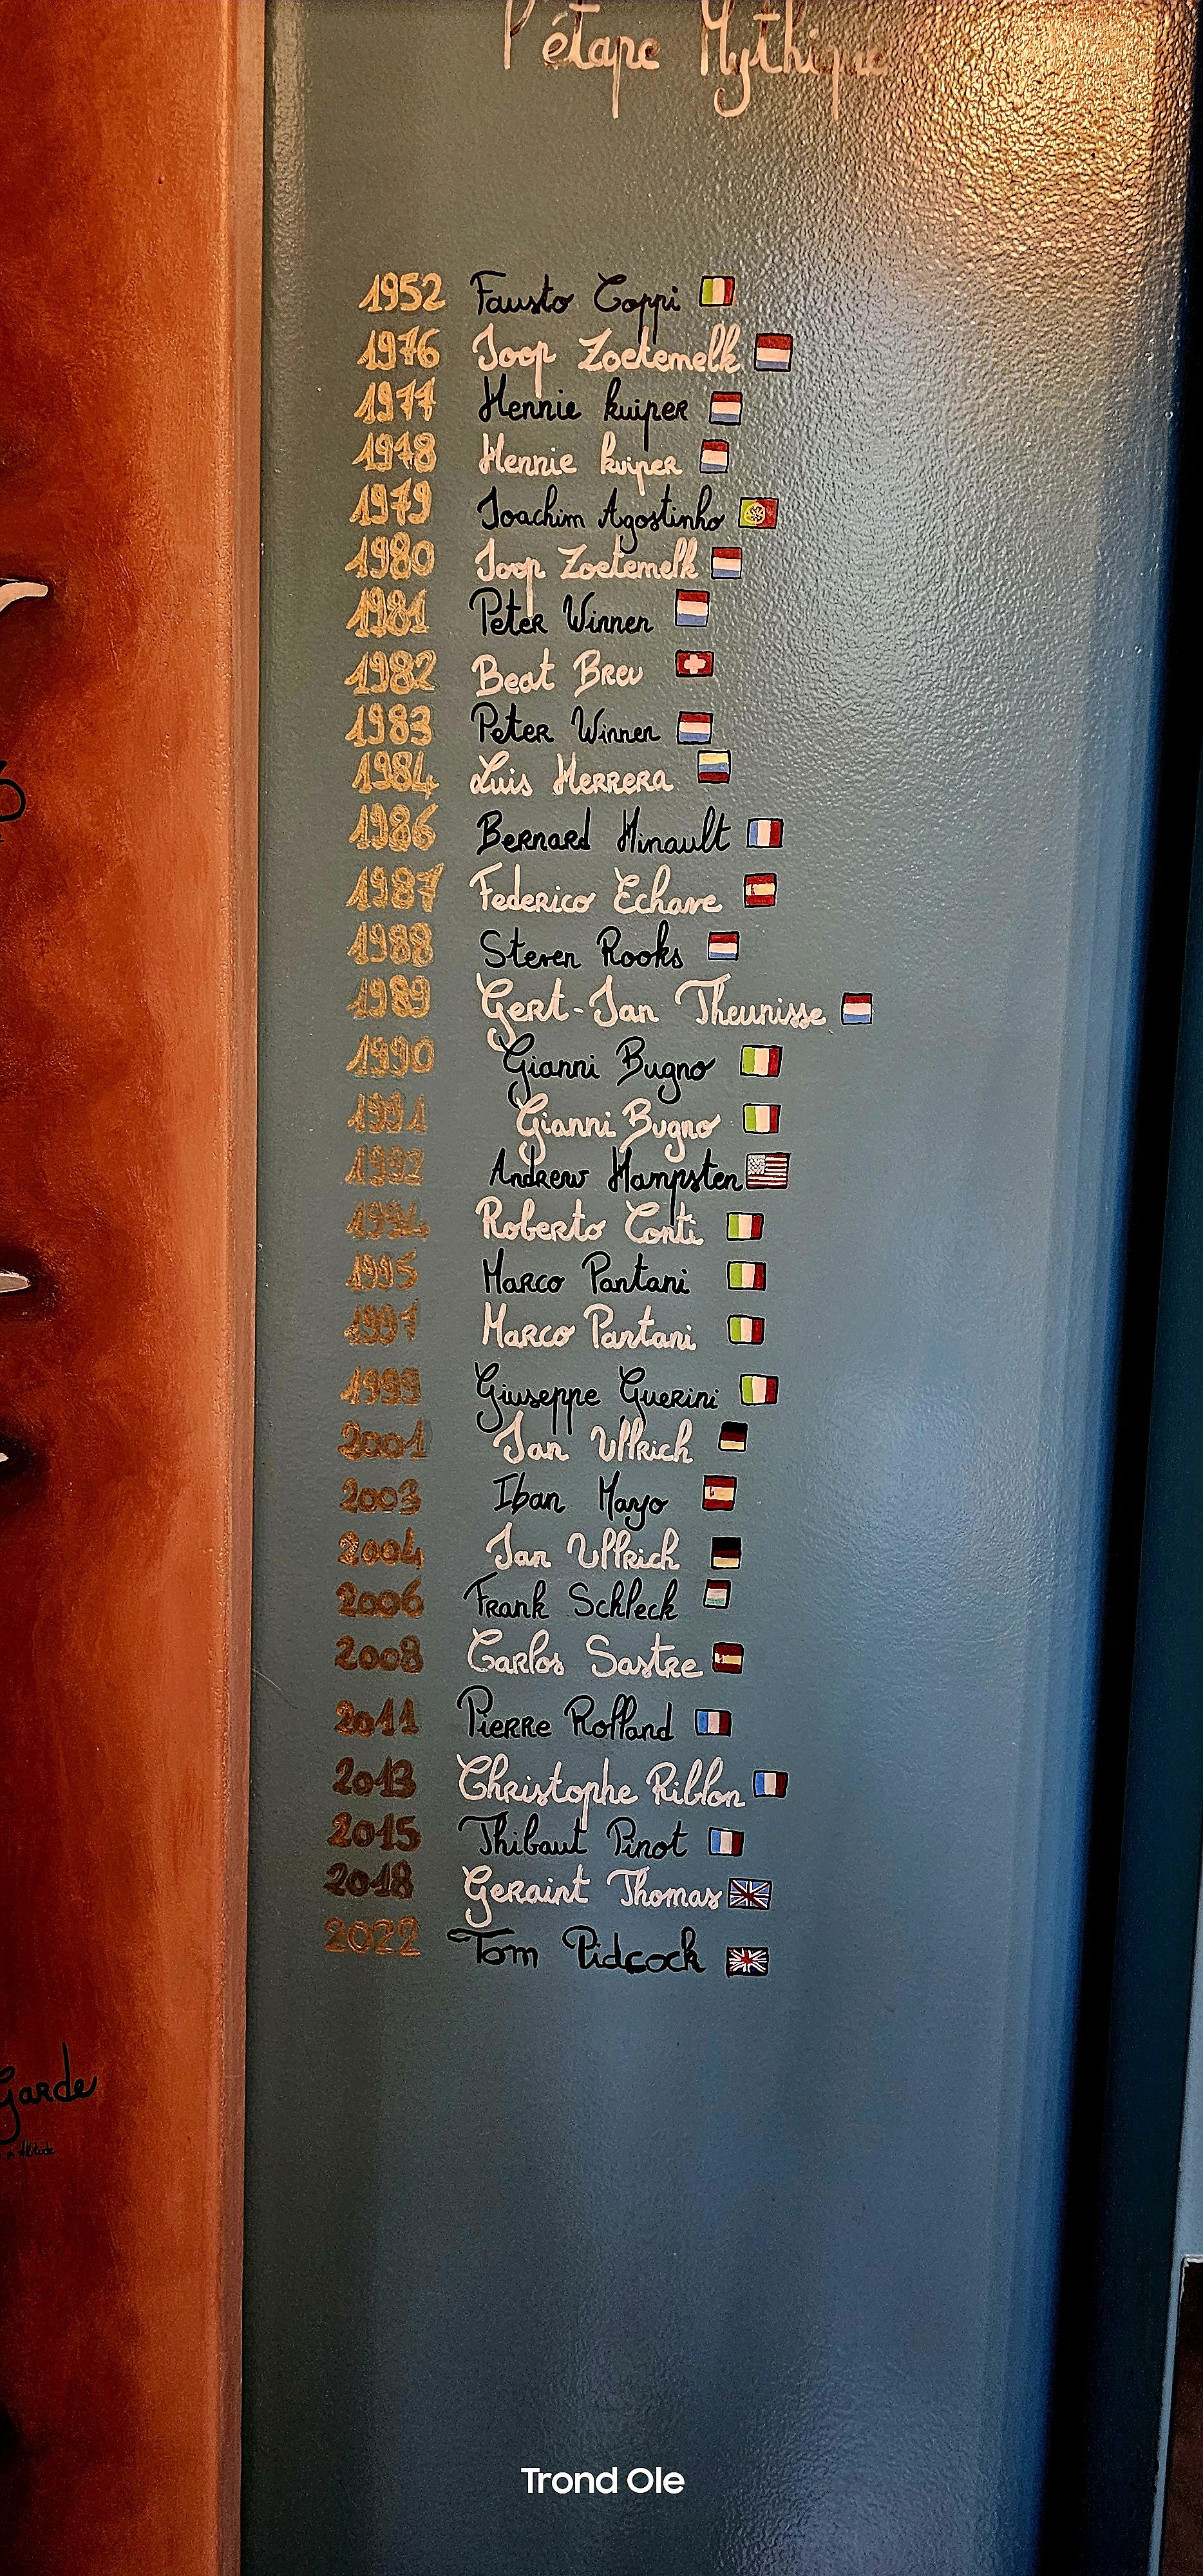 l'étape Mythique
1952 Fausto Coppi
1976 Joop Zoetemelk
1977 Hennie kuiper
1978 Hennie kuiper
1979 Joachim Agostinho
1980 Joop Zoetemelk
1981 Peter Winnen
1982 Beat Breu
1983 Peter Winnen
1984 Luis Herrera
1986 Bernard Hinault
1987 Federico Echave
1988 Steven Rooks
1989 Gert-Jan Theunisse
1990 Gianni Bugno
1991 Gianni Bugno
1992 Andrew Hampsten
1994 Roberto Conti
1995 Marco Pantani
1997 Marco Pantani
1999 Giuseppe Guerini
2001 Jan Ullrich
2003 Iban Mayo
2004 Jan Ullrich
2006 Frank Schleck
2008 Carlos Sastre
2011 Pierre Rolland
2013 Christophe Riblon
2015 Thibaut Pinot
2018 Geraint Thomas
2022 Tom Pidcock
Garde
Trond Ole